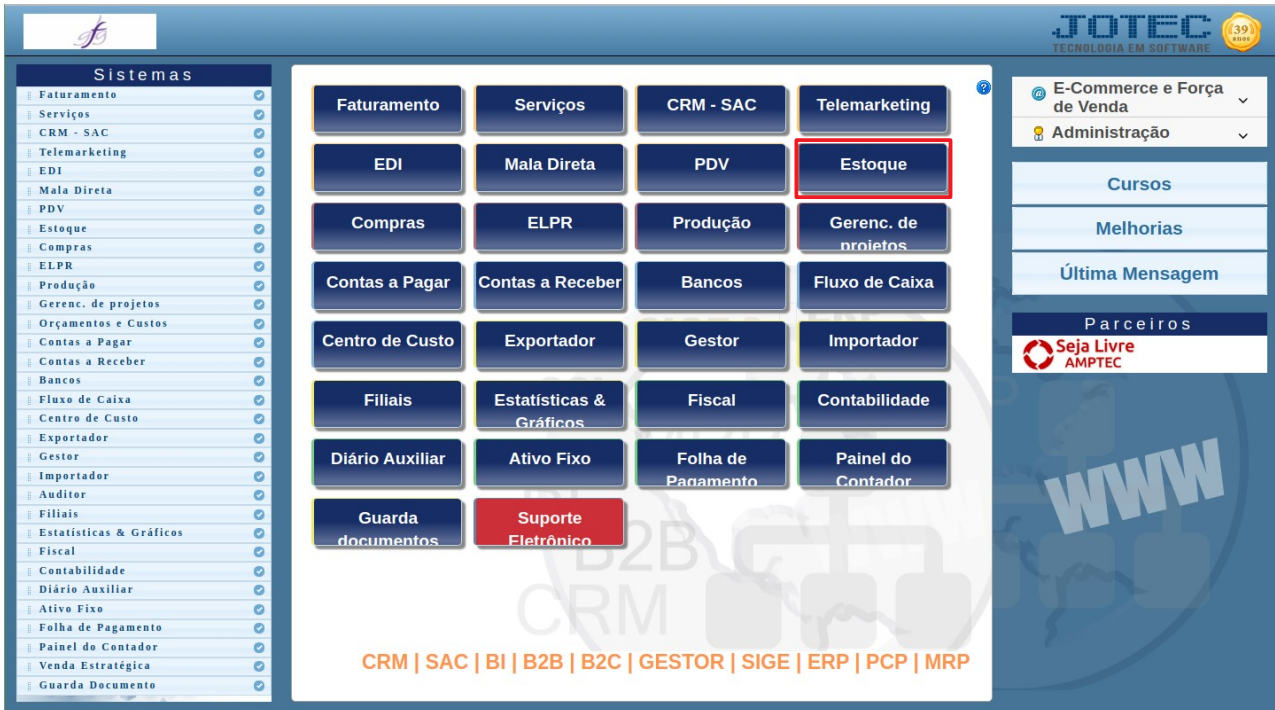 JOTEC
TECNOLOGIA EM SOFTWARE
39
anos
Sistemas
Faturamento
Serviços
CRM - SAC
Telemarketing
EDI
Mala Direta
PDV
Estoque
Compras
ELPR
Produção
Gerenc. de projetos
Orçamentos e Custos
Contas a Pagar
Contas a Receber
Bancos
Fluxo de Caixa
Centro de Custo
Exportador
Gestor
Importador
Auditor
Filiais
Estatísticas & Gráficos
Fiscal
Contabilidade
Diário Auxiliar
Ativo Fixo
Folha de Pagamento
Painel do Contador
Venda Estratégica
Guarda Documento
Faturamento
Serviços
CRM - SAC
Telemarketing
EDI
Mala Direta
PDV
Estoque
Compras
ELPR
Produção
Gerenc. de
projetos
Contas a Pagar
Contas a Receber
Bancos
Fluxo de Caixa
Centro de Custo
Exportador
Gestor
Importador
Filiais
Estatísticas &
Gráficos
Fiscal
Contabilidade
Diário Auxiliar
Ativo Fixo
Folha de
Pagamento
Painel do
Contador
Guarda
documentos
Suporte
Eletrônico
B2B
CRM
CRM | SAC | BI | B2B | B2C | GESTOR | SIGE | ERP | PCP | MRP
E-Commerce e Força
de Venda
Administração
Cursos
Melhorias
Última Mensagem
Parceiros
Seja Livre
AMPTEC
WWW